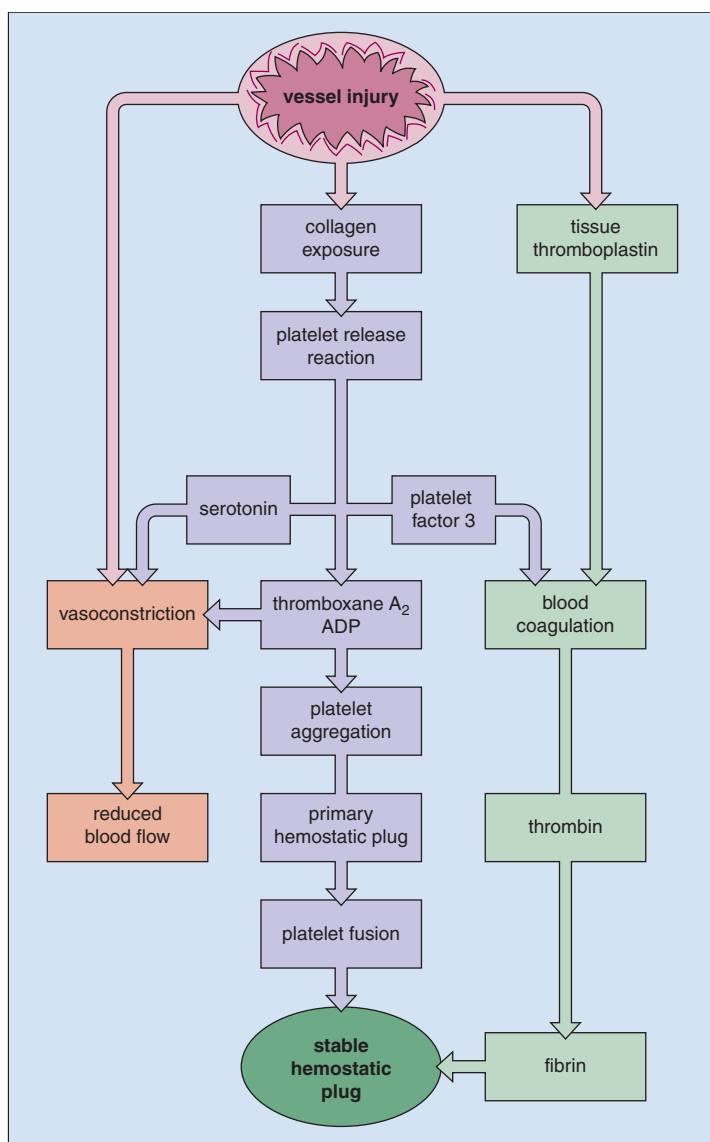 vessel injury
collagen
exposure
tissue
thromboplastin
platelet release
reaction
serotonin
platelet
factor 3
vasoconstriction
thromboxane A₂
ADP
blood
coagulation
platelet
aggregation
reduced
blood flow
primary
hemostatic plug
thrombin
platelet fusion
stable
hemostatic
plug
fibrin